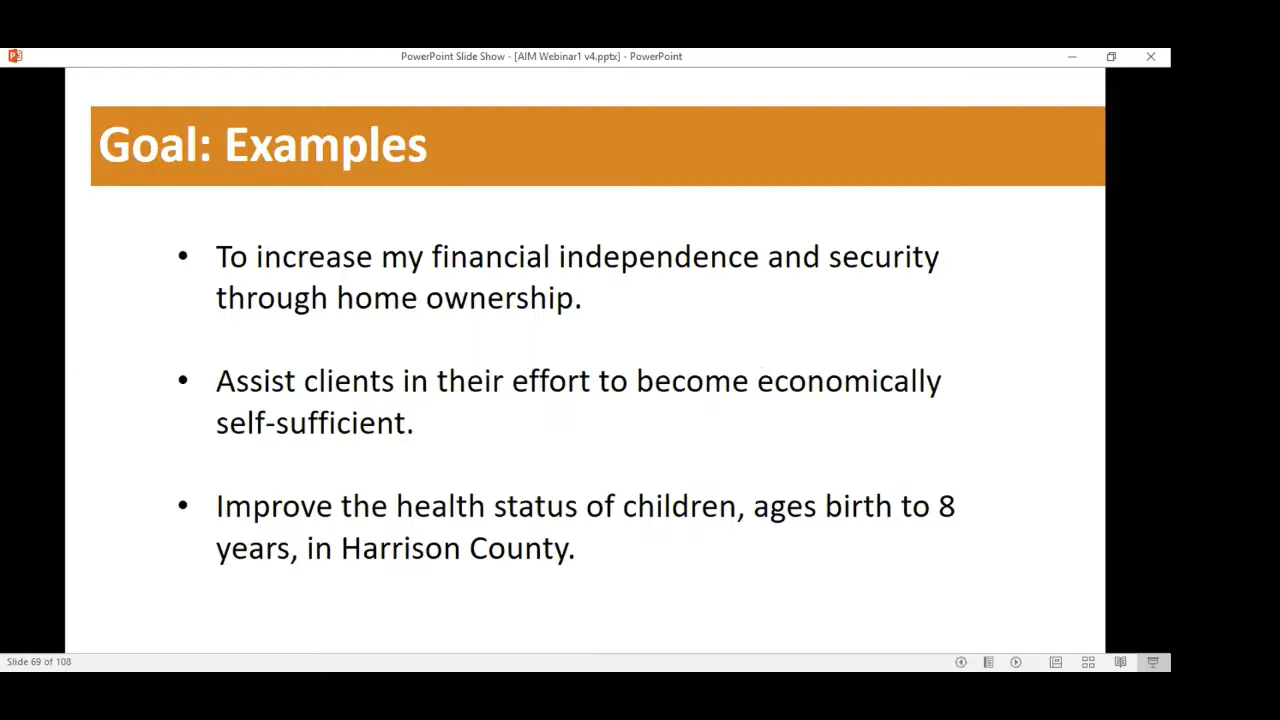 PowerPoint Slide Show - [AIM Webinar1 v4.pptx] - PowerPoint
Goal: Examples
• To increase my financial independence and security
through home ownership.
• Assist clients in their effort to become economically
self-sufficient.
• Improve the health status of children, ages birth to 8
years, in Harrison County.
Slide 69 of 108